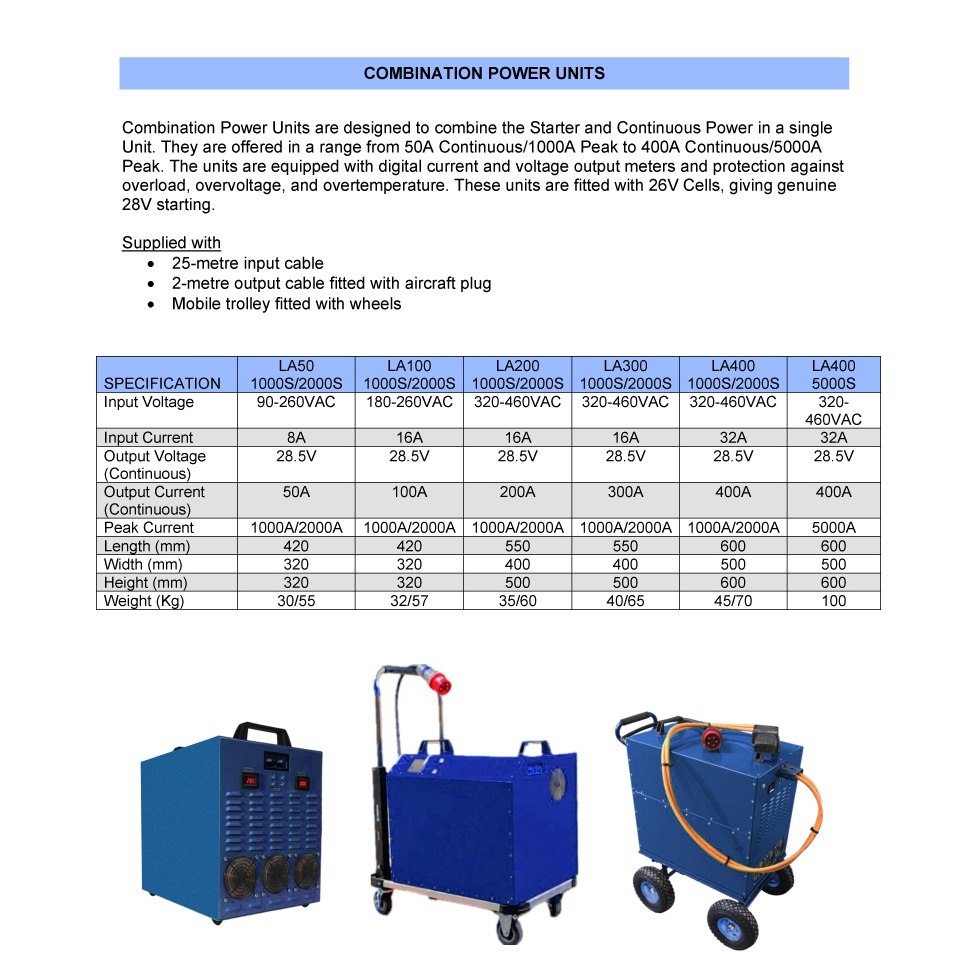 COMBINATION POWER UNITS
Combination Power Units are designed to combine the Starter and Continuous Power in a single
Unit. They are offered in a range from 50A Continuous/1000A Peak to 400A Continuous/5000A
Peak. The units are equipped with digital current and voltage output meters and protection against
overload, overvoltage, and overtemperature. These units are fitted with 26V Cells, giving genuine
28V starting.
Supplied with
• 25-metre input cable
• 2-metre output cable fitted with aircraft plug
• Mobile trolley fitted with wheels
LA50 LA100 LA200 LA300 LA400 LA400
SPECIFICATION 1000S/2000S 1000S/2000S 1000S/2000S 1000S/2000S 1000S/2000S 5000S
Input Voltage 90-260VAC 180-260VAC 320-460VAC 320-460VAC 320-460VAC 320-
460VAC
Input Current 8A 16A 16A 16A 32A 32A
Output Voltage 28.5V 28.5V 28.5V 28.5V 28.5V 28.5V
(Continuous)
Output Current 50A 100A 200A 300A 400A 400A
(Continuous)
Peak Current 1000A/2000A 1000A/2000A 1000A/2000A 1000A/2000A 1000A/2000A 5000A
Length (mm) 420 420 550 550 600 600
Width (mm) 320 320 400 400 500 500
Height (mm) 320 320 500 500 600 600
Weight (Kg) 30/55 32/57 35/60 40/65 45/70 100